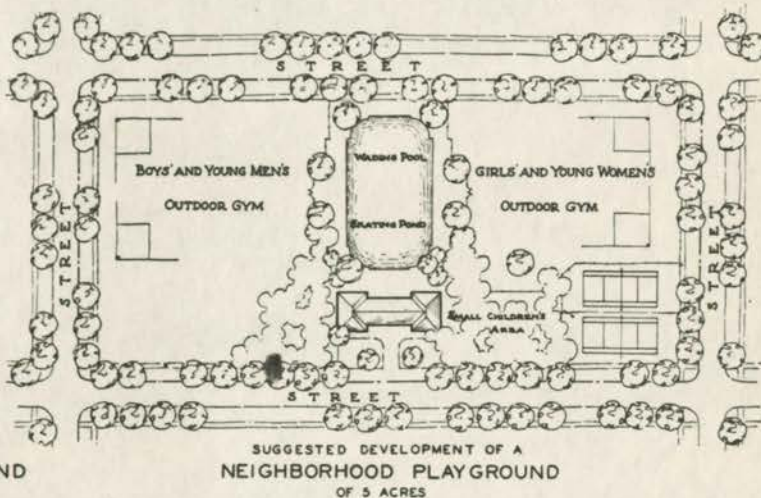 STREET
BOYS' AND YOUNG MEN'S
OUTDOOR GYM
WADING POOL
SKATING POND
GIRLS' AND YOUNG WOMEN'S
OUTDOOR GYM
STREET
STREET
SMALL CHILDREN'S
AREA
STREET
SUGGESTED DEVELOPMENT OF A
NEIGHBORHOOD PLAYGROUND
OF 5 ACRES
ND